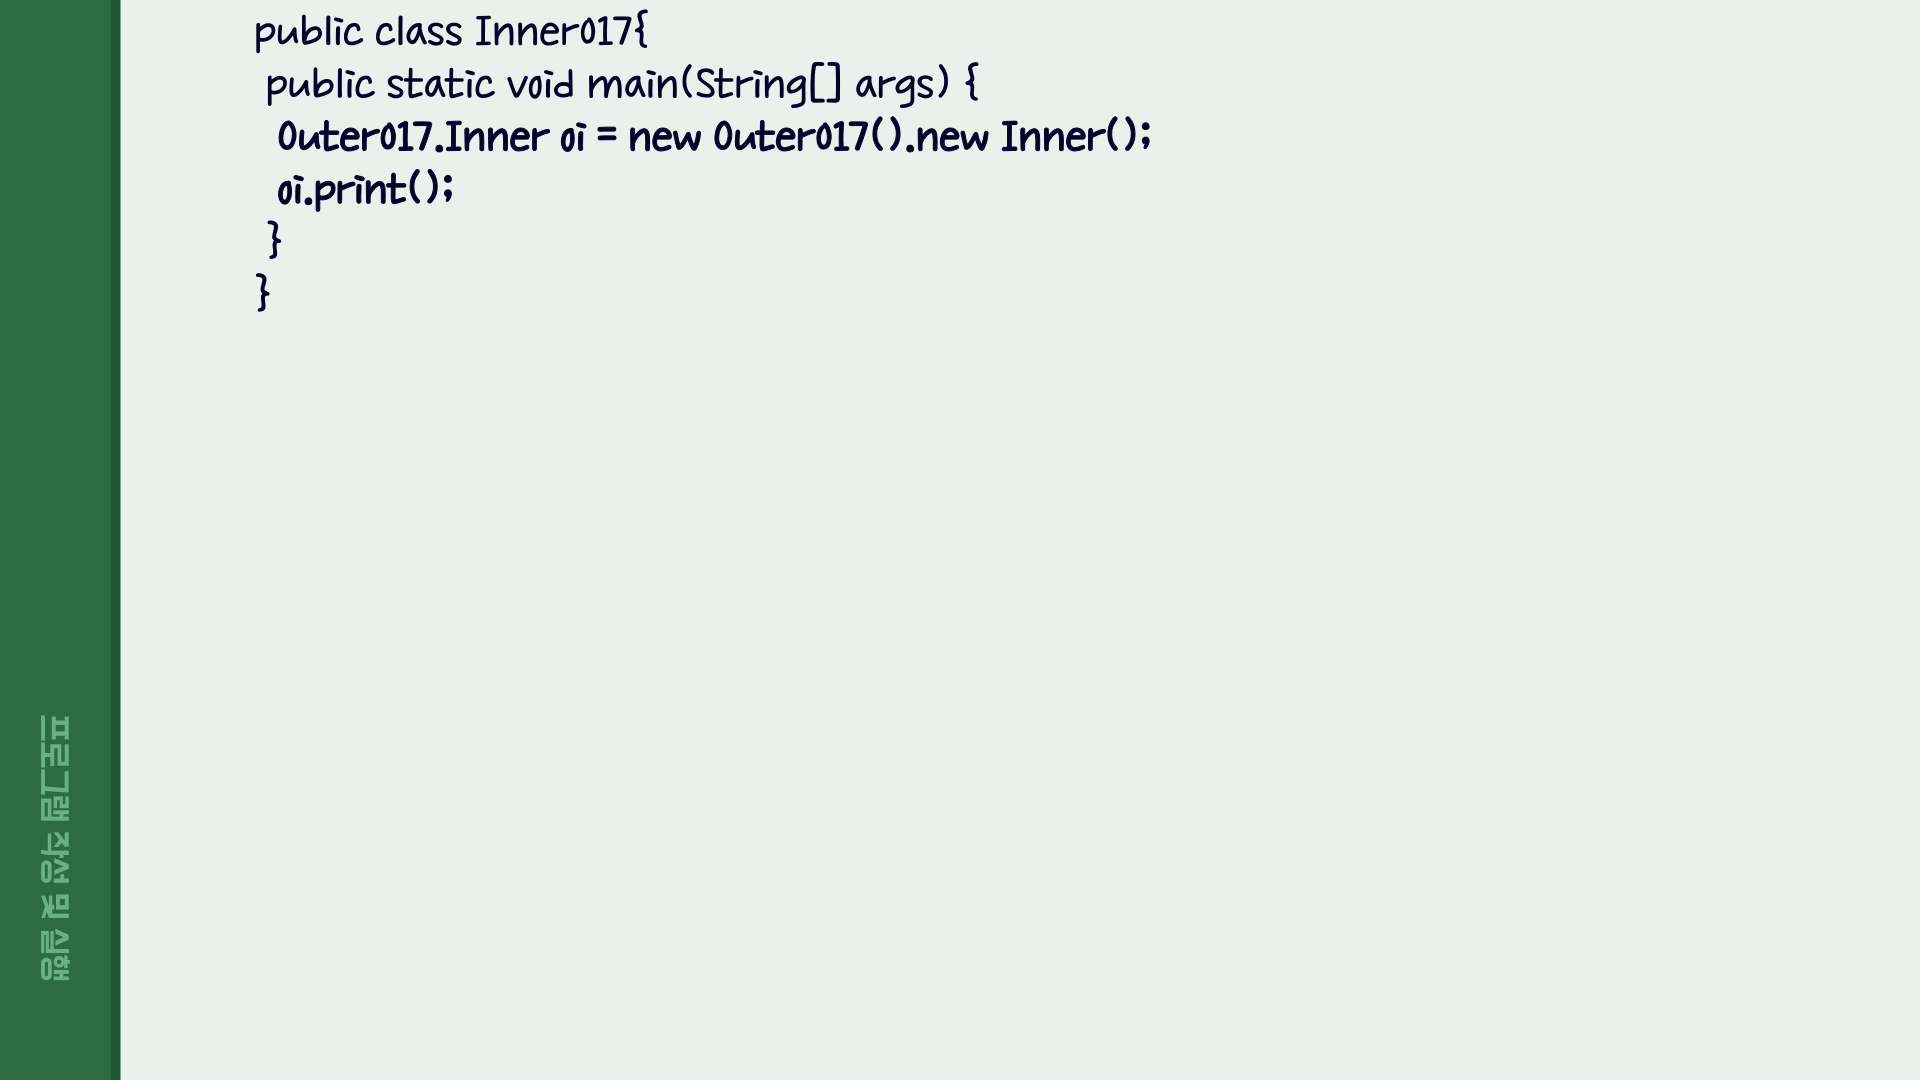 public class Inner017{
public static void main(String[] args) {
Outer017.Inner oi = new Outer017().new Inner();
oi.print();
}
}
프로그램 작성 및 실행